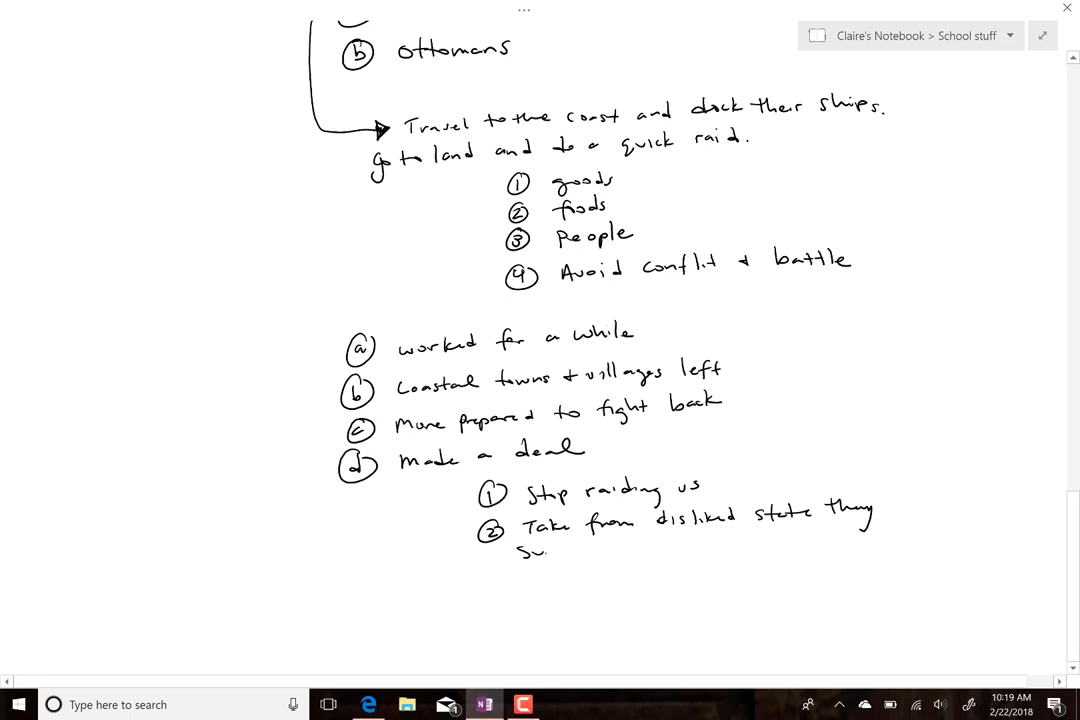 Claire's Notebook > School stuff
b ottomans
Travel to the coast and dock their ships.
go to land and do a quick raid.
1 goods
2 foods
3 People
4 Avoid conflit + battle
a worked for a while
b Coastal towns + villages left
c More prepared to fight back
d Made a deal
1 Stop raiding us
2 Take from disliked state they
su
Type here to search
10:19 AM
2/22/2018